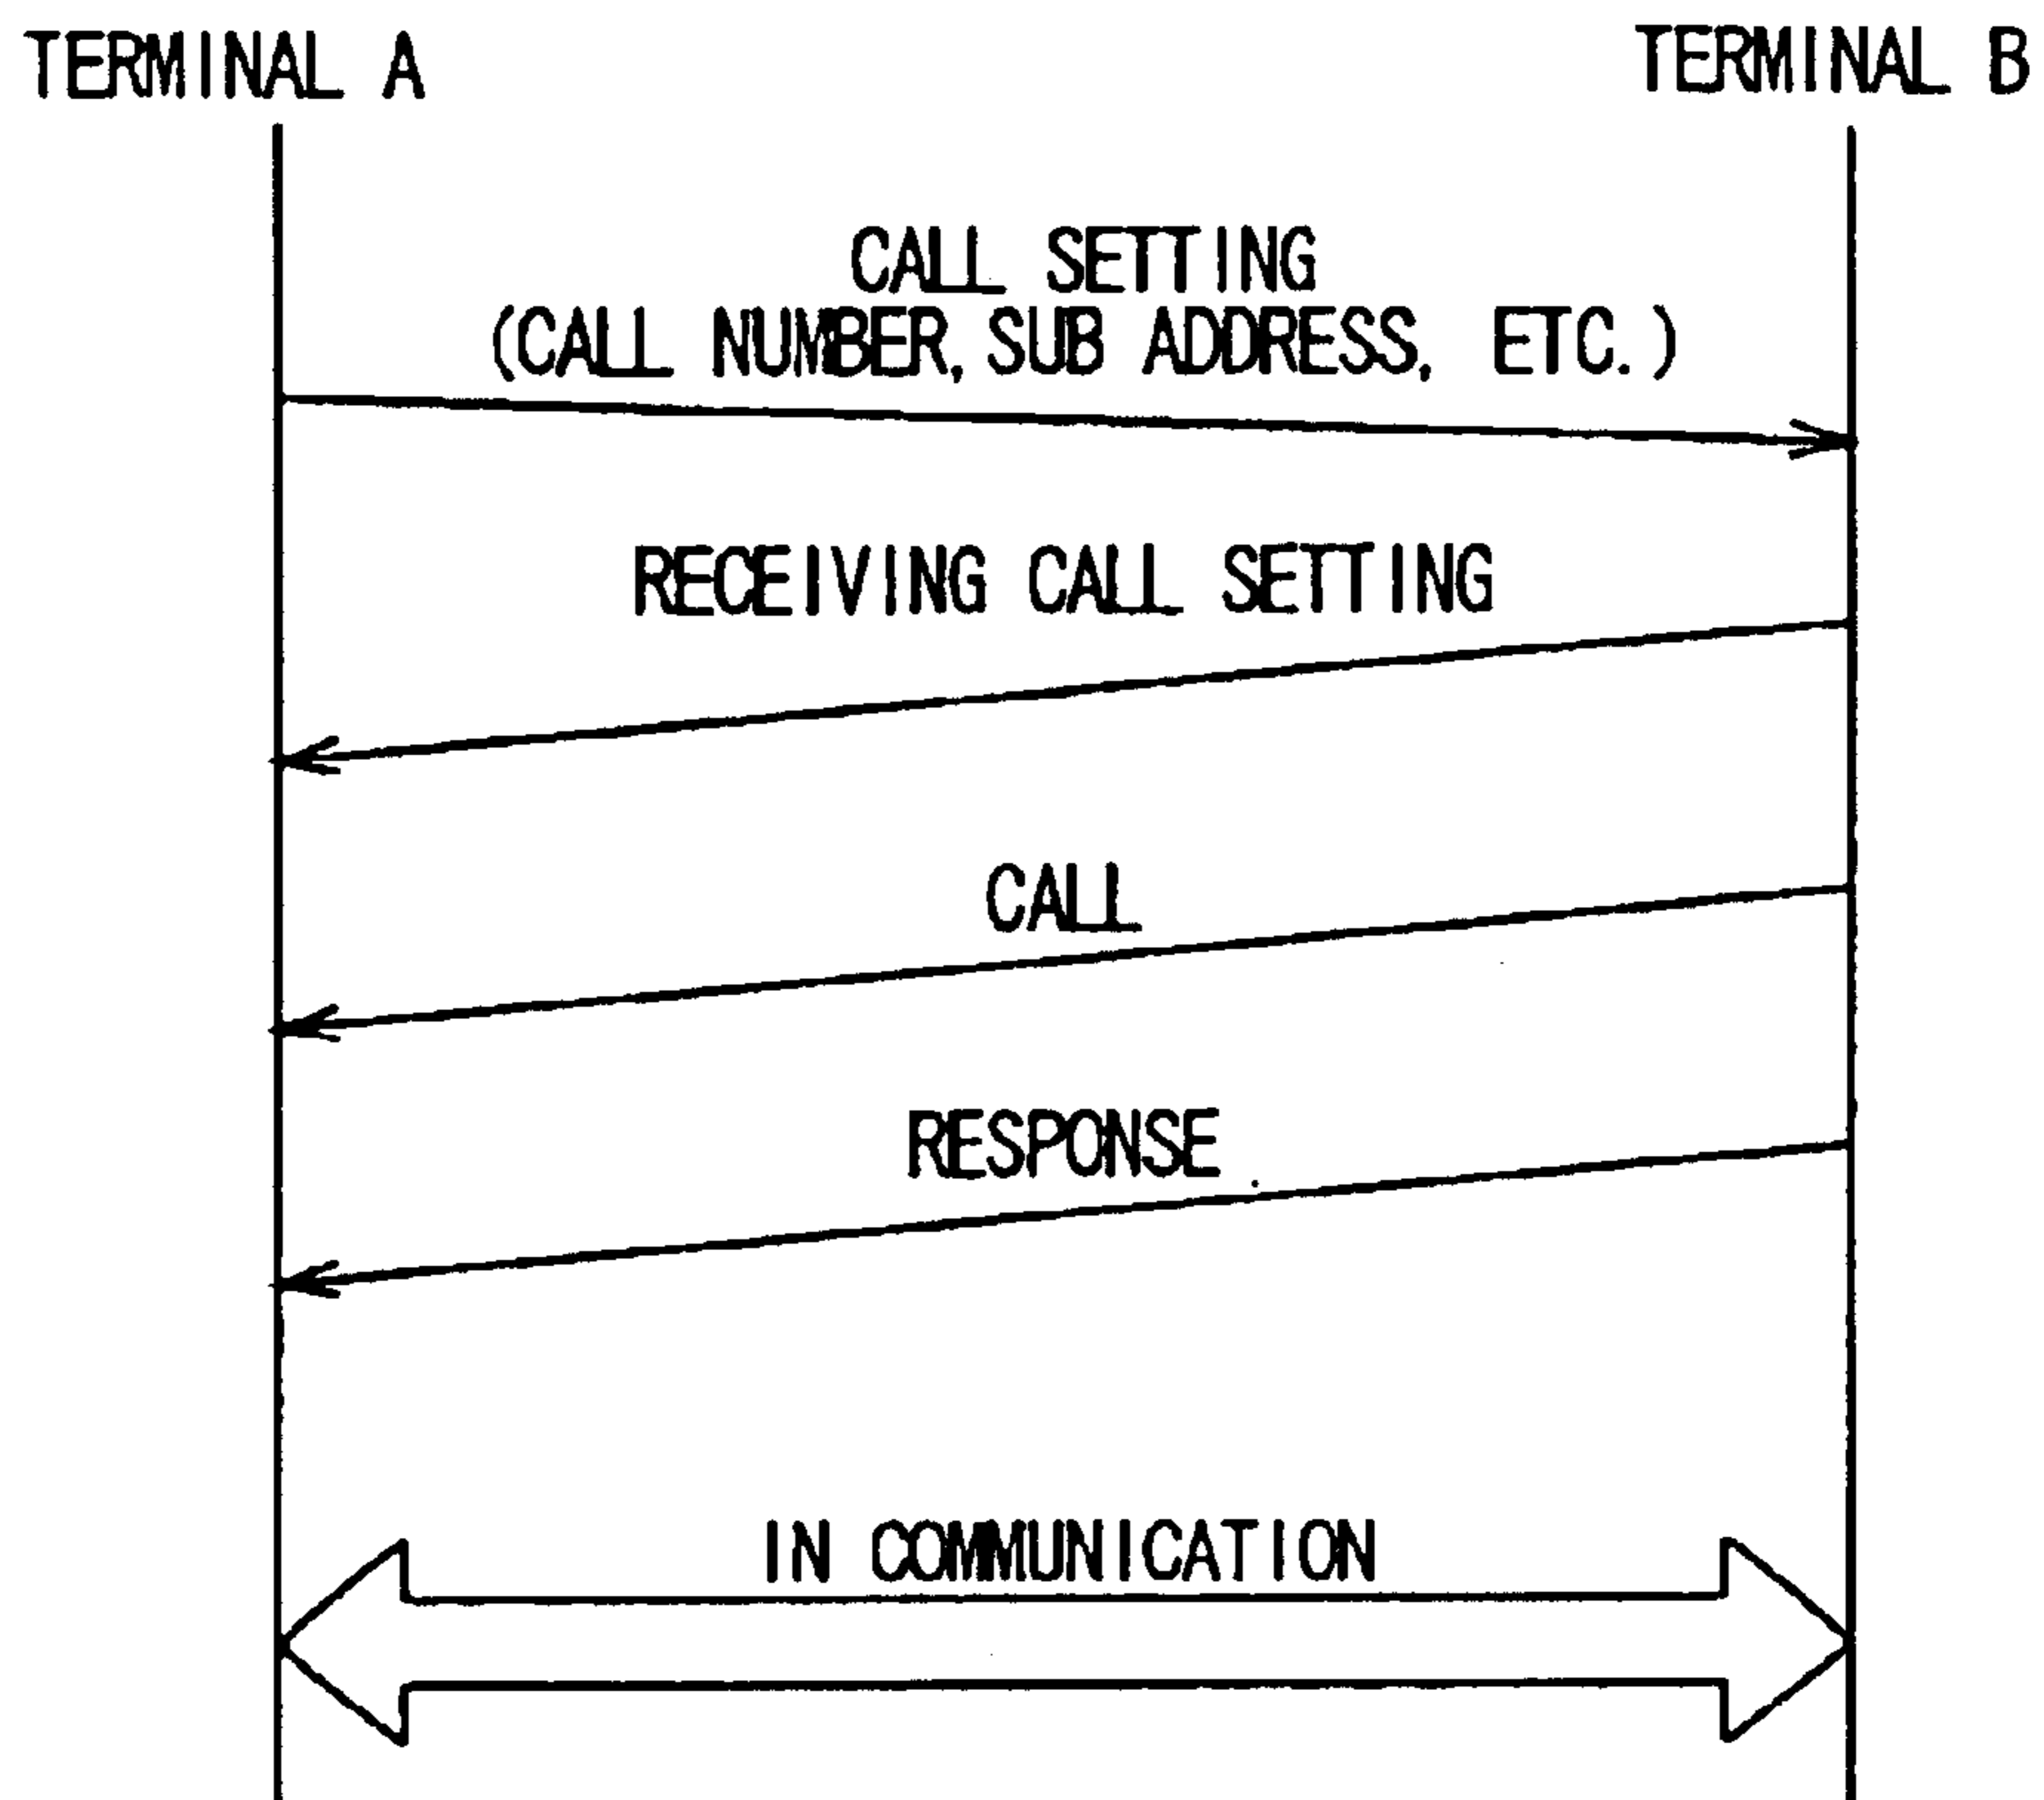 TERMINAL A
TERMINAL B
CALL SETTING
(CALL NUMBER, SUB ADDRESS, ETC.)
RECEIVING CALL SETTING
CALL
RESPONSE
IN COMMUNICATION